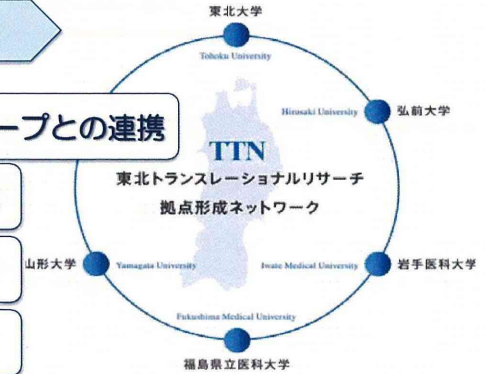 東北大学
Tohoku University
Hirosaki University
弘前大学
ープとの連携
TTN
東北トランスレーショナルリサーチ
拠点形成ネットワーク
山形大学
Yamagata University
Iwate Medical University
岩手医科大学
Fukushima Medical University
福島県立医科大学